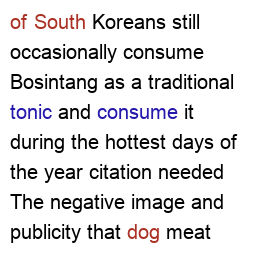 of South Koreans still
occasionally consume
Bosintang as a traditional
tonic and consume it
during the hottest days of
the year citation needed
The negative image and
publicity that dog meat